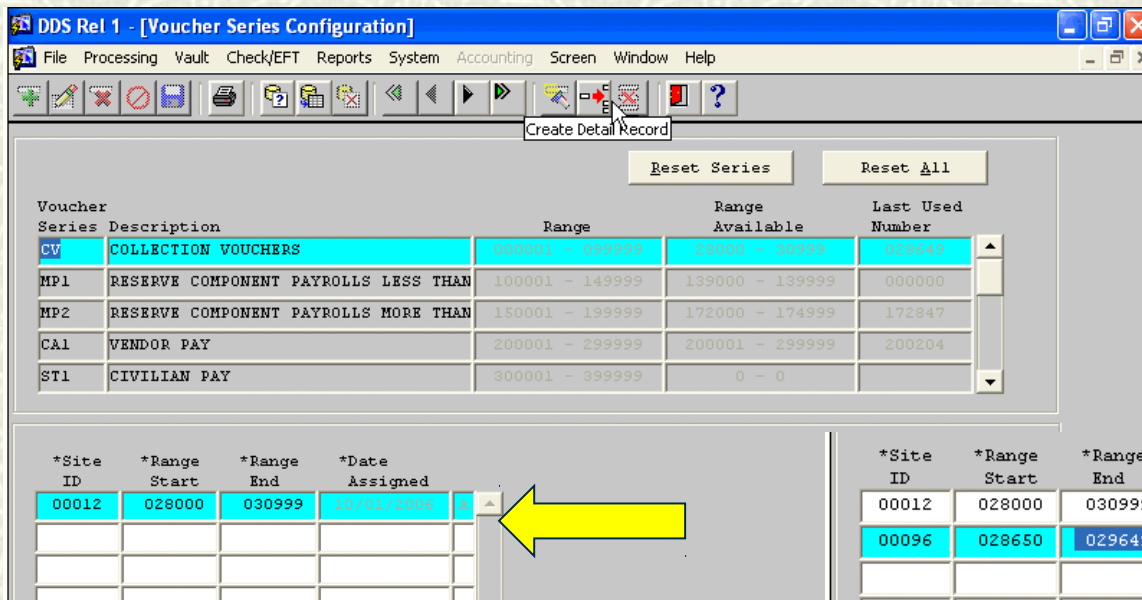 DDS Rel 1 - [Voucher Series Configuration]
File Processing Vault Check/EFT Reports System Accounting Screen Window Help
Create Detail Record
Reset Series Reset All
Voucher Series Description Range Range Available Last Used Number
CV COLLECTION VOUCHERS 000001 - 099999 28000 - 30999 028649
MP1 RESERVE COMPONENT PAYROLLS LESS THAN 100001 - 149999 139000 - 139999 000000
MP2 RESERVE COMPONENT PAYROLLS MORE THAN 150001 - 199999 172000 - 174999 172847
CA1 VENDOR PAY 200001 - 299999 200001 - 299999 200204
ST1 CIVILIAN PAY 300001 - 399999 0 - 0
*Site ID *Range Start *Range End *Date Assigned
00012 028000 030999 10/01/2006 A
*Site ID *Range Start *Range End
00012 028000 03099
00096 028650 02964